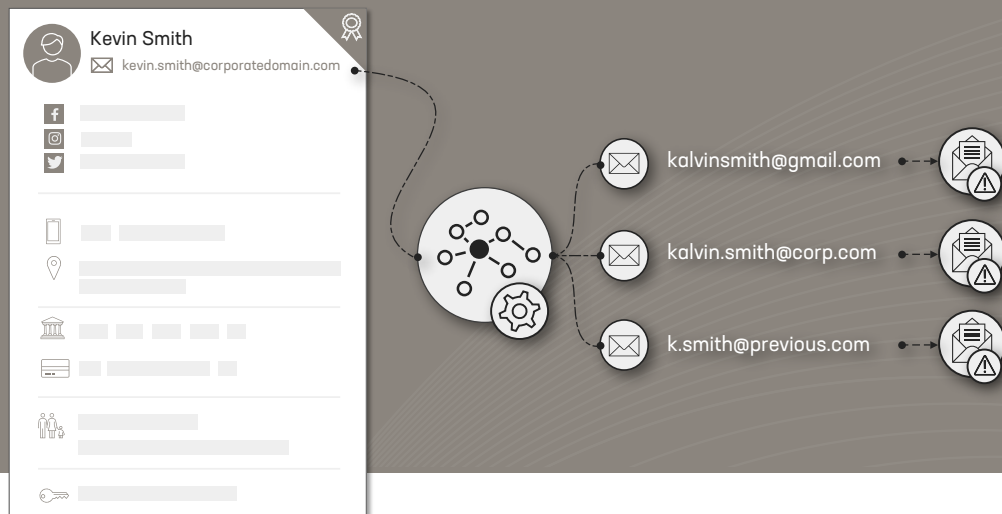 Kevin Smith
kevin.smith@corporatedomain.com
kalvinsmith@gmail.com
kalvin.smith@corp.com
k.smith@previous.com